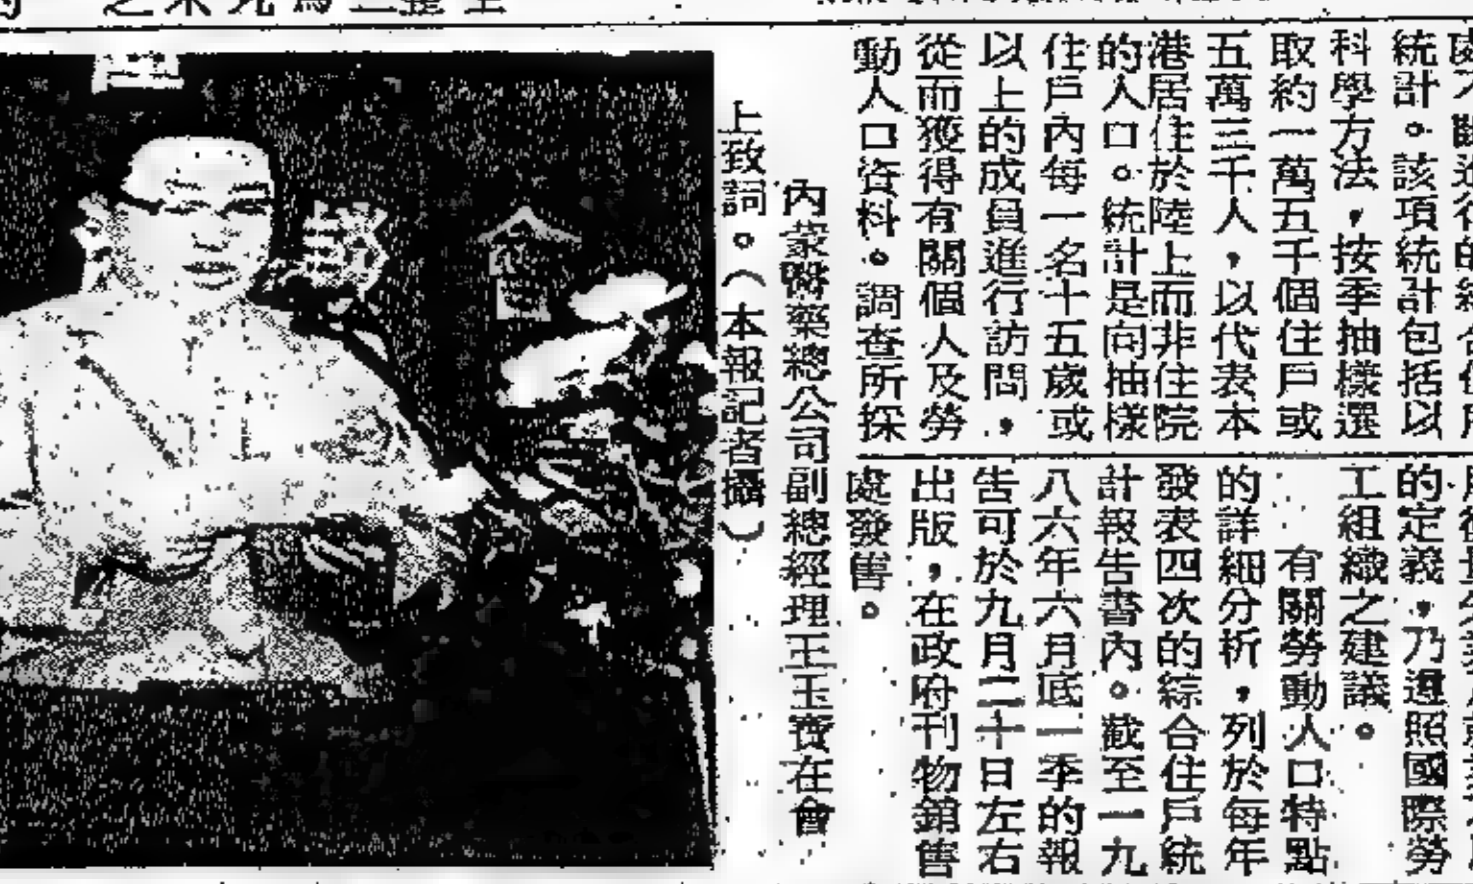 統計。該項統計包括以
科學方法，按季抽樣選
取約一萬五千個住戶或
五萬三千人，以代表本
港居住於陸上而非住院
的人口。統計是向抽樣
住戶內每一名十五歲或
以上的成員進行訪問，
從而獲得有關個人及勞
動人口資料。調查所採
的定義，乃遵照國際勞
工組織之建議。
有關勞動人口特點
的詳細分析，列於每年
發表四次的綜合住戶統
計報告書內。截至一九
八六年六月底一季的報
告可於九月二十日左右
出版，在政府刊物銷售
處發售。
內蒙醫藥總公司副總經理王玉寶在會
上致詞。（本報記者攝）